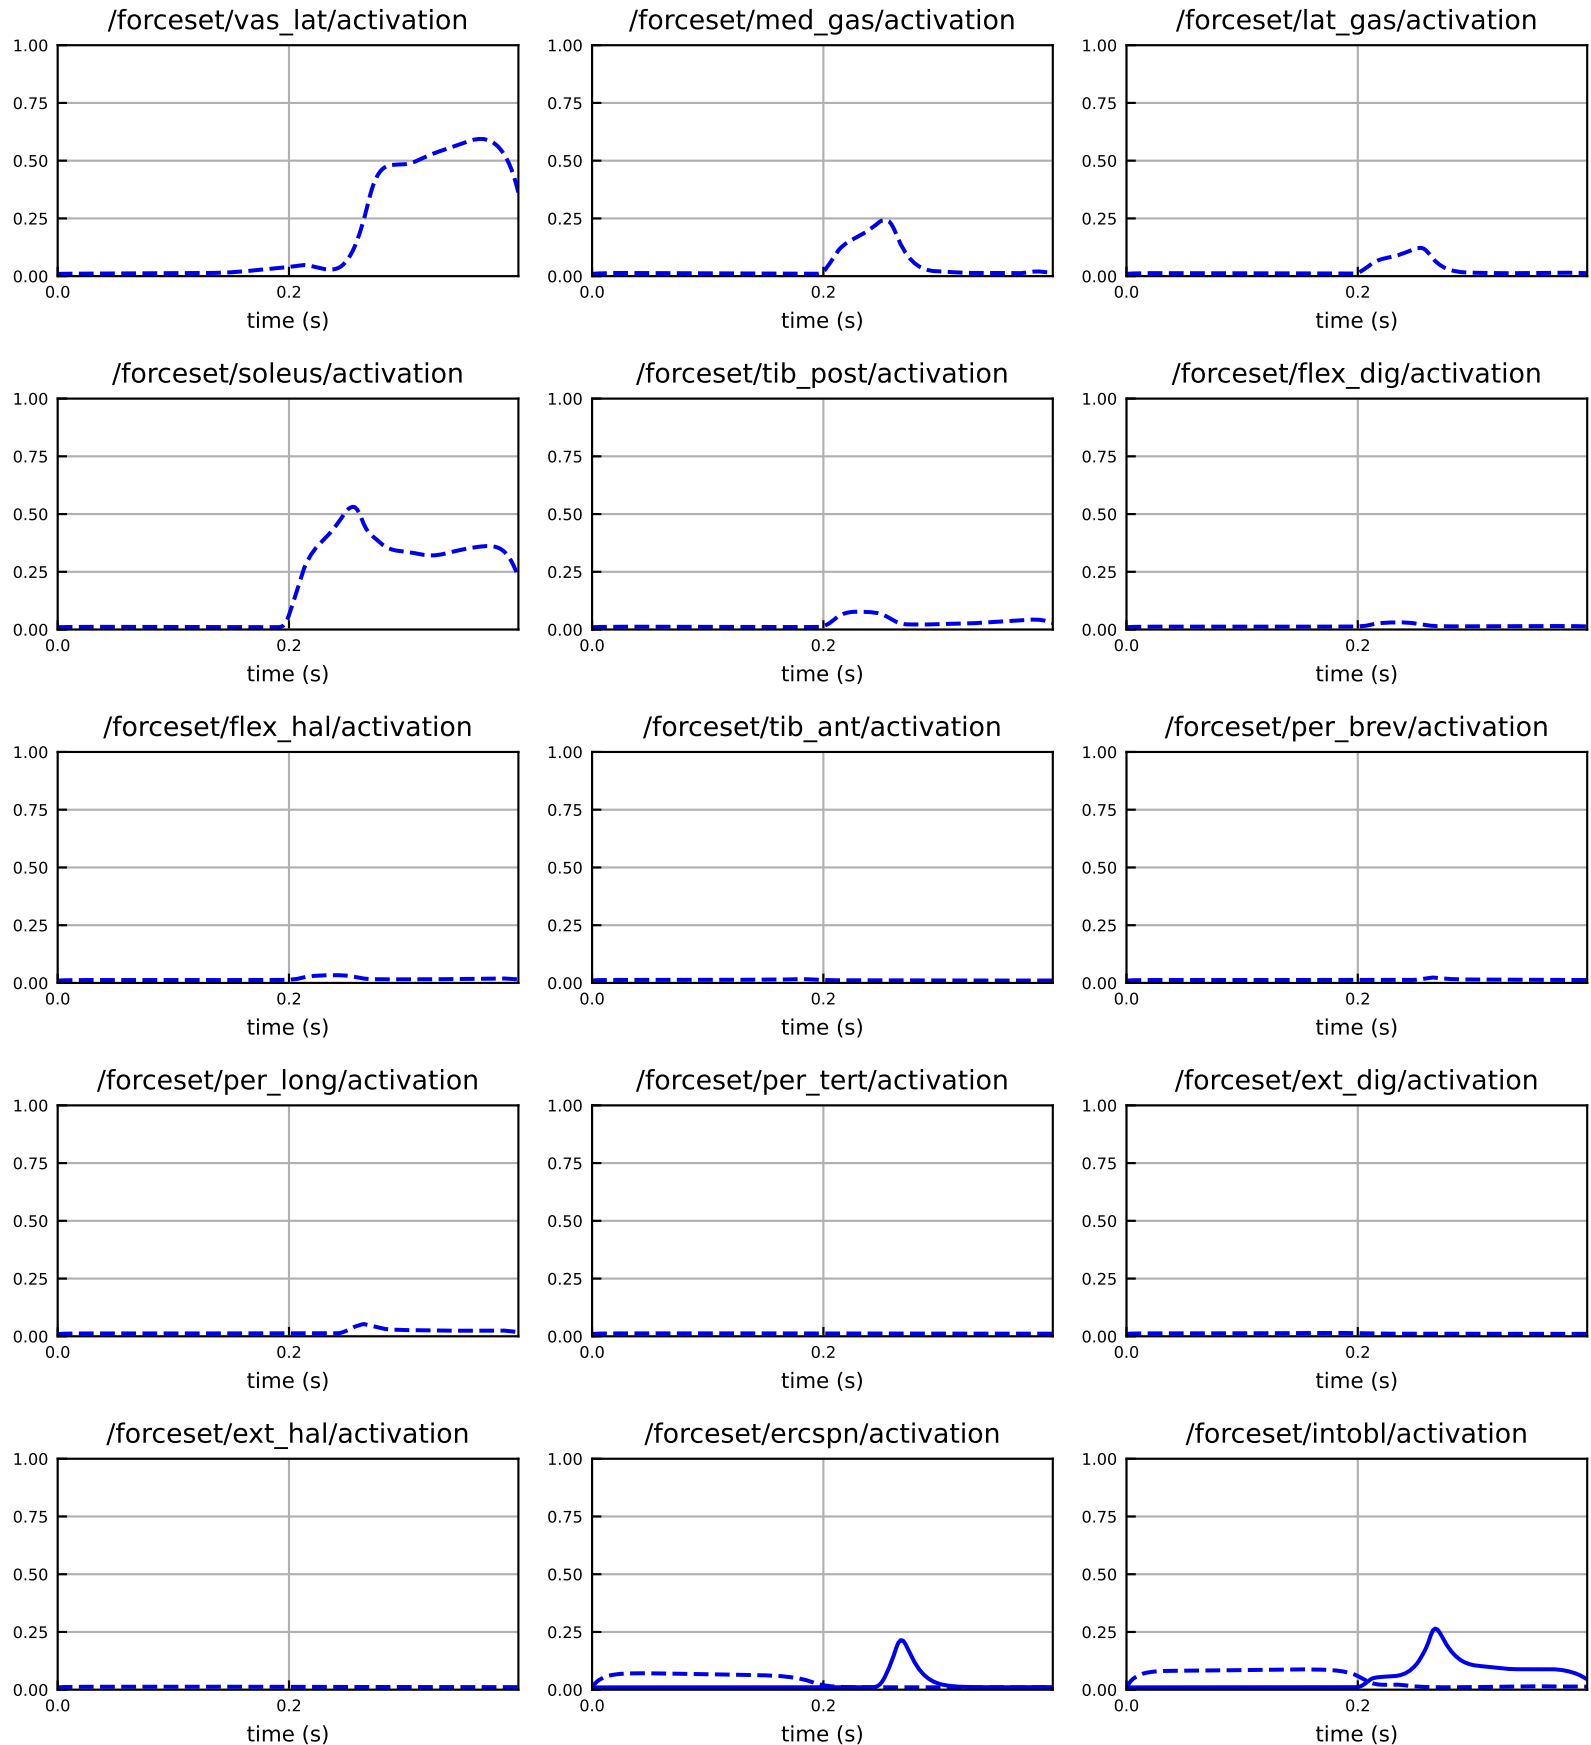 /forceset/vas_lat/activation /forceset/med_gas/activation /forceset/lat_gas/activation
1.00 1.00 1.00
0.75 0.75 0.75
0.50 0.50 0.50
0.25 0.25 0.25
0.00 0.00 0.00
0.0 0.2 0.0 0.2 0.0 0.2
time (s) time (s) time (s)
/forceset/soleus/activation /forceset/tib_post/activation /forceset/flex_dig/activation
1.00 1.00 1.00
0.75 0.75 0.75
0.50 0.50 0.50
0.25 0.25 0.25
0.00 0.00 0.00
0.0 0.2 0.0 0.2 0.0 0.2
time (s) time (s) time (s)
/forceset/flex_hal/activation /forceset/tib_ant/activation /forceset/per_brev/activation
1.00 1.00 1.00
0.75 0.75 0.75
0.50 0.50 0.50
0.25 0.25 0.25
0.00 0.00 0.00
0.0 0.2 0.0 0.2 0.0 0.2
time (s) time (s) time (s)
/forceset/per_long/activation /forceset/per_tert/activation /forceset/ext_dig/activation
1.00 1.00 1.00
0.75 0.75 0.75
0.50 0.50 0.50
0.25 0.25 0.25
0.00 0.00 0.00
0.0 0.2 0.0 0.2 0.0 0.2
time (s) time (s) time (s)
/forceset/ext_hal/activation /forceset/ercspn/activation /forceset/intobl/activation
1.00 1.00 1.00
0.75 0.75 0.75
0.50 0.50 0.50
0.25 0.25 0.25
0.00 0.00 0.00
0.0 0.2 0.0 0.2 0.0 0.2
time (s) time (s) time (s)